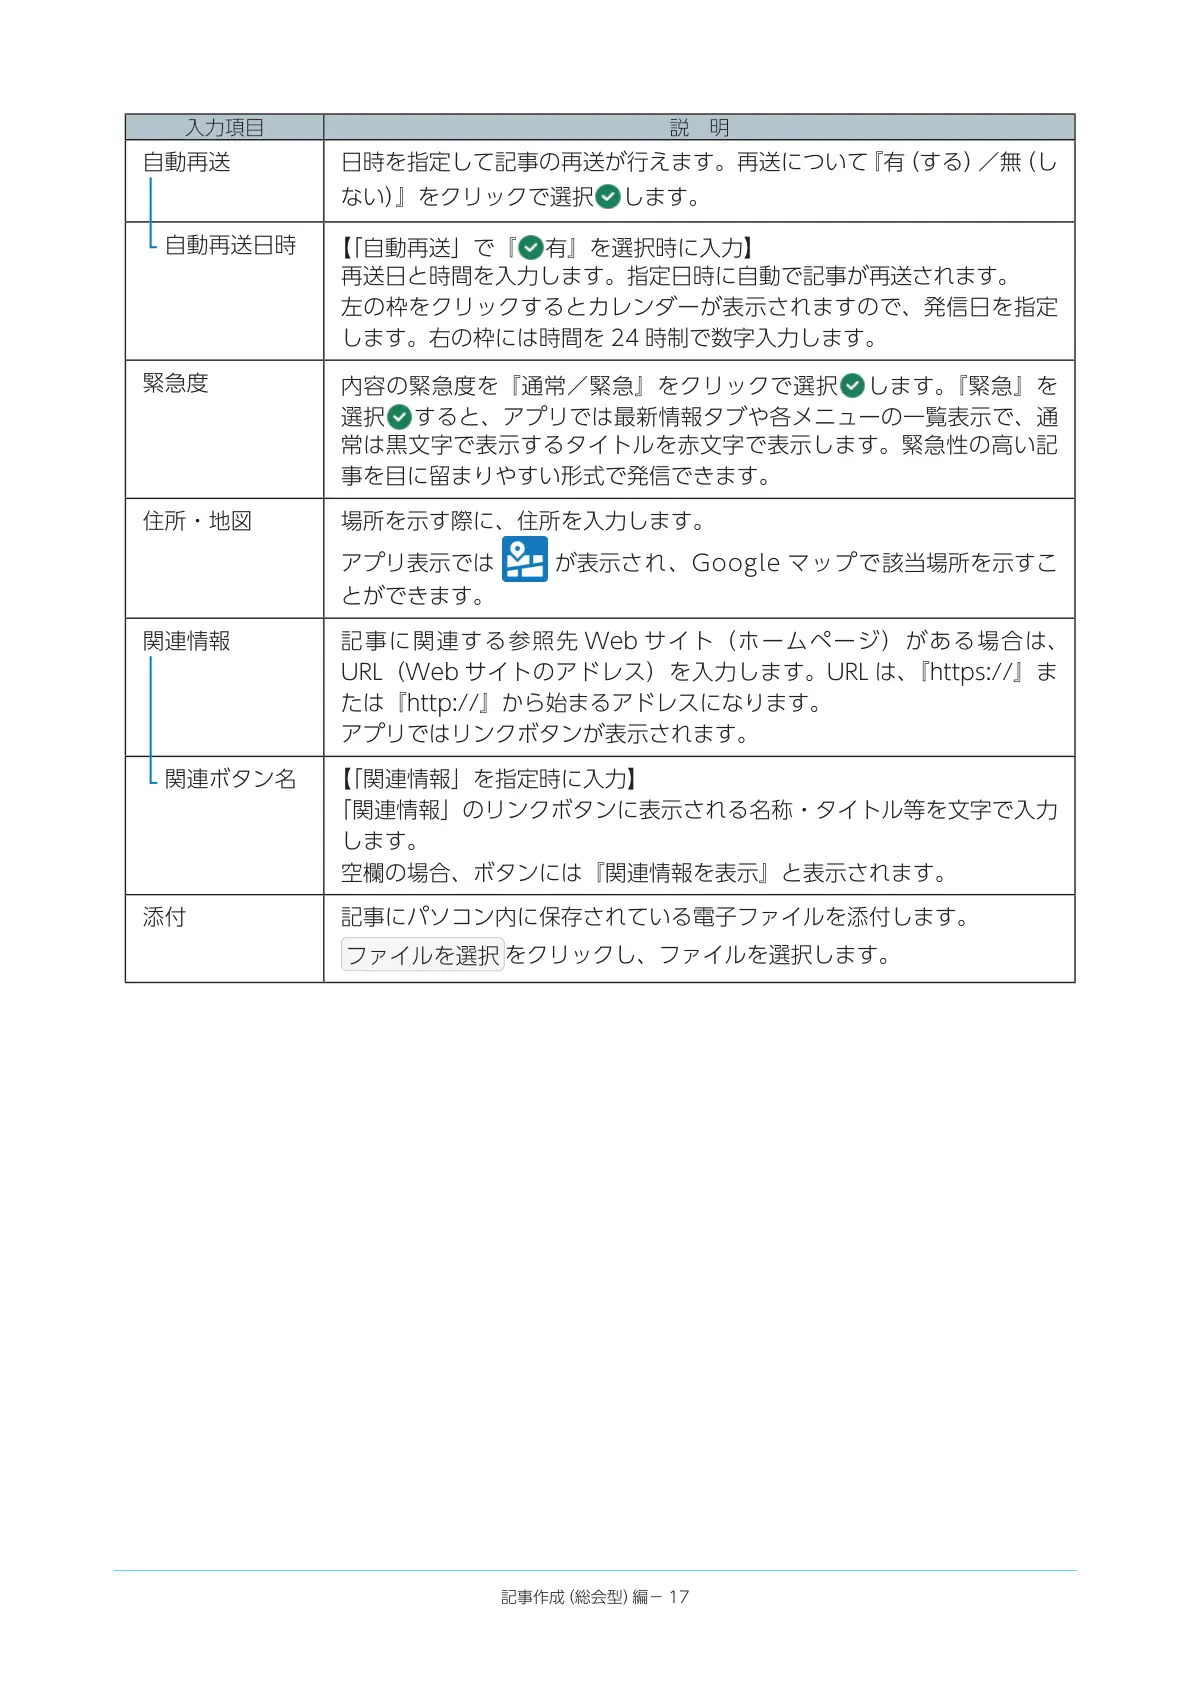 入力項目
説　明
自動再送
日時を指定して記事の再送が行えます。再送について『有（する）／無（し
ない）』をクリックで選択します。
自動再送日時
【「自動再送」で『有』を選択時に入力】
再送日と時間を入力します。指定日時に自動で記事が再送されます。
左の枠をクリックするとカレンダーが表示されますので、発信日を指定
します。右の枠には時間を 24 時制で数字入力します。
緊急度
内容の緊急度を『通常／緊急』をクリックで選択します。『緊急』を
選択すると、アプリでは最新情報タブや各メニューの一覧表示で、通
常は黒文字で表示するタイトルを赤文字で表示します。緊急性の高い記
事を目に留まりやすい形式で発信できます。
住所・地図
場所を示す際に、住所を入力します。
アプリ表示では が表示され、Google マップで該当場所を示すこ
とができます。
関連情報
記事に関連する参照先 Web サイト（ホームページ）がある場合は、
URL（Web サイトのアドレス）を入力します。URL は、『https://』ま
たは『http://』から始まるアドレスになります。
アプリではリンクボタンが表示されます。
関連ボタン名
【「関連情報」を指定時に入力】
「関連情報」のリンクボタンに表示される名称・タイトル等を文字で入力
します。
空欄の場合、ボタンには『関連情報を表示』と表示されます。
添付
記事にパソコン内に保存されている電子ファイルを添付します。
ファイルを選択をクリックし、ファイルを選択します。
記事作成（総会型）編－ 17